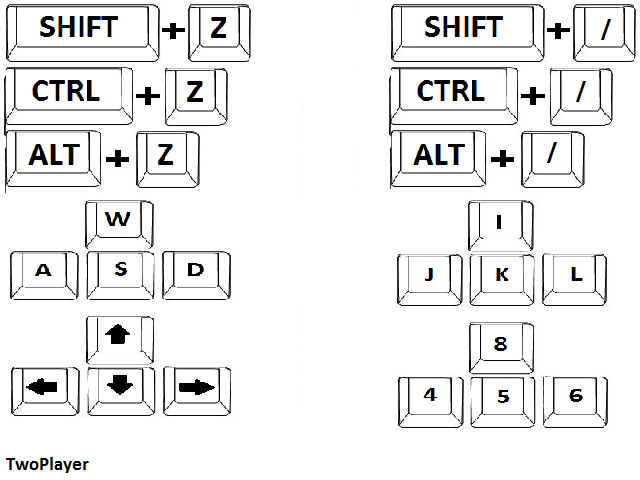 SHIFT + Z
CTRL + Z
ALT + Z
W
A S D
SHIFT + /
CTRL + /
ALT + /
I
J K L
8
4 5 6
TwoPlayer